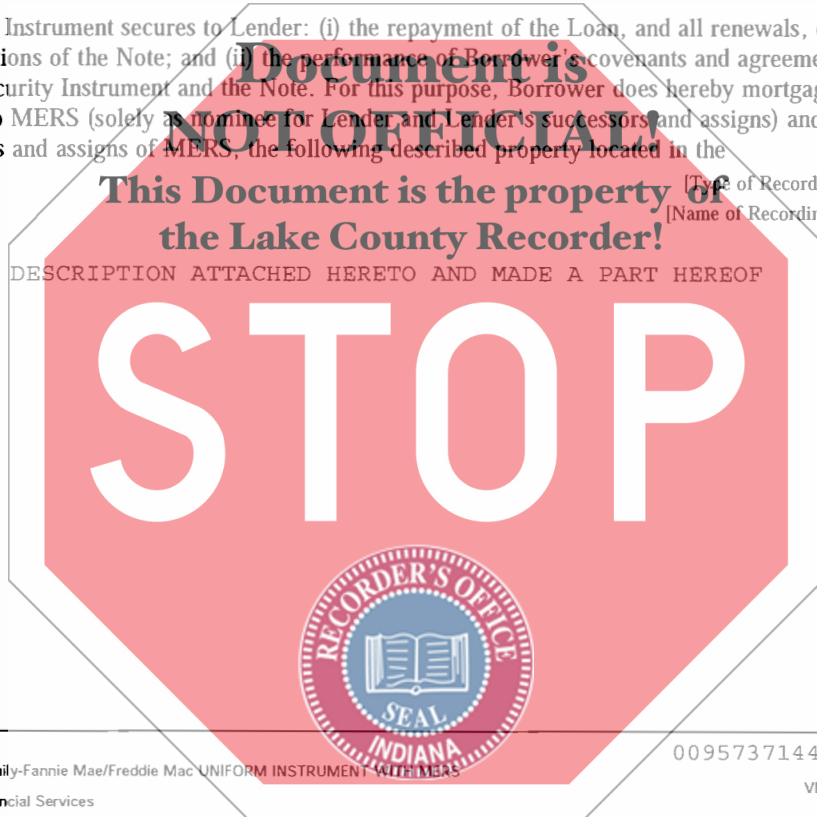 Instrument secures to Lender: (i) the repayment of the Loan, and all renewals,
ions of the Note; and (ii) the performance of Borrower's covenants and agreeme
curity Instrument and the Note. For this purpose, Borrower does hereby mortgag
MERS (solely as nominee for Lender and Lender's successors and assigns) and
s and assigns of MERS, the following described property located in the
Document is
NOT OFFICIAL!
This Document is the property of
the Lake County Recorder!
[Type of Record
[Name of Recordin
DESCRIPTION ATTACHED HERETO AND MADE A PART HEREOF
STOP
RECORDER'S OFFICE
SEAL
INDIANA
0095737144
ily-Fannie Mae/Freddie Mac UNIFORM INSTRUMENT WITH MERS
VI
ncial Services